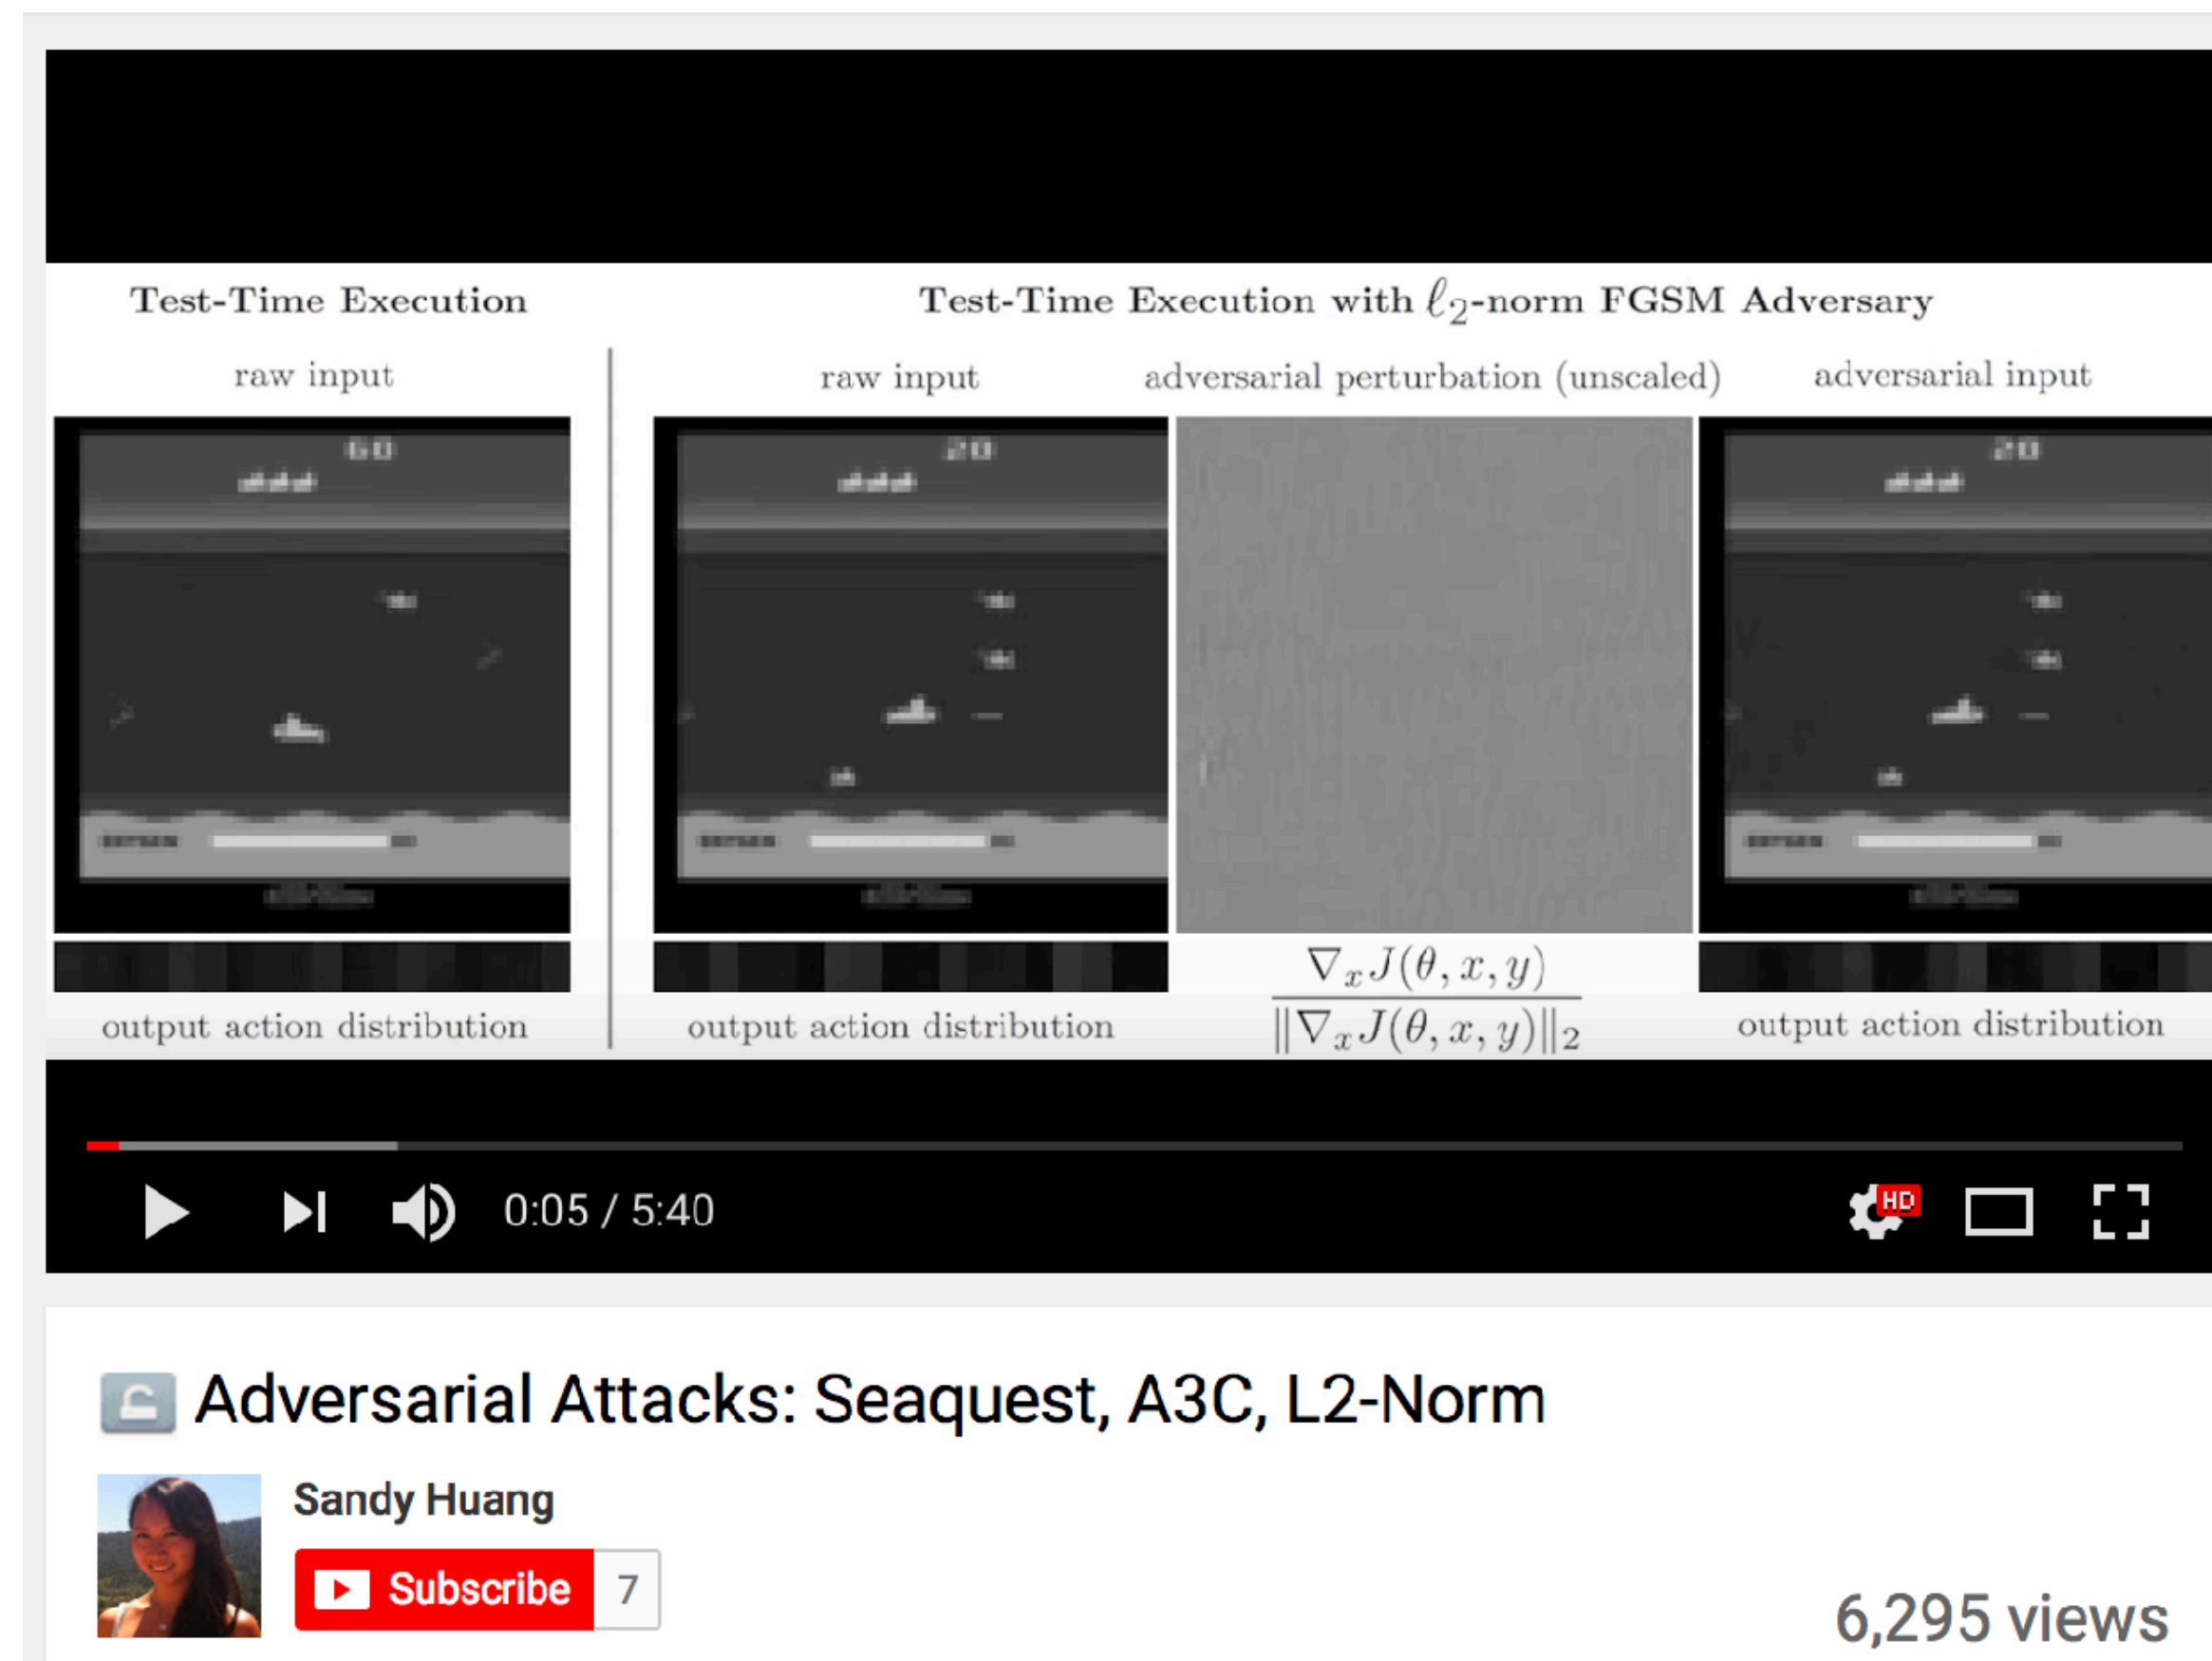 Test-Time Execution
Test-Time Execution with ℓ₂-norm FGSM Adversary
raw input
raw input
adversarial perturbation (unscaled)
adversarial input
60
20
20
output action distribution
output action distribution
∇ₓJ(θ, x, y)
‖∇ₓJ(θ, x, y)‖₂
output action distribution
0:05 / 5:40
HD
Adversarial Attacks: Seaquest, A3C, L2-Norm
Sandy Huang
Subscribe 7
6,295 views